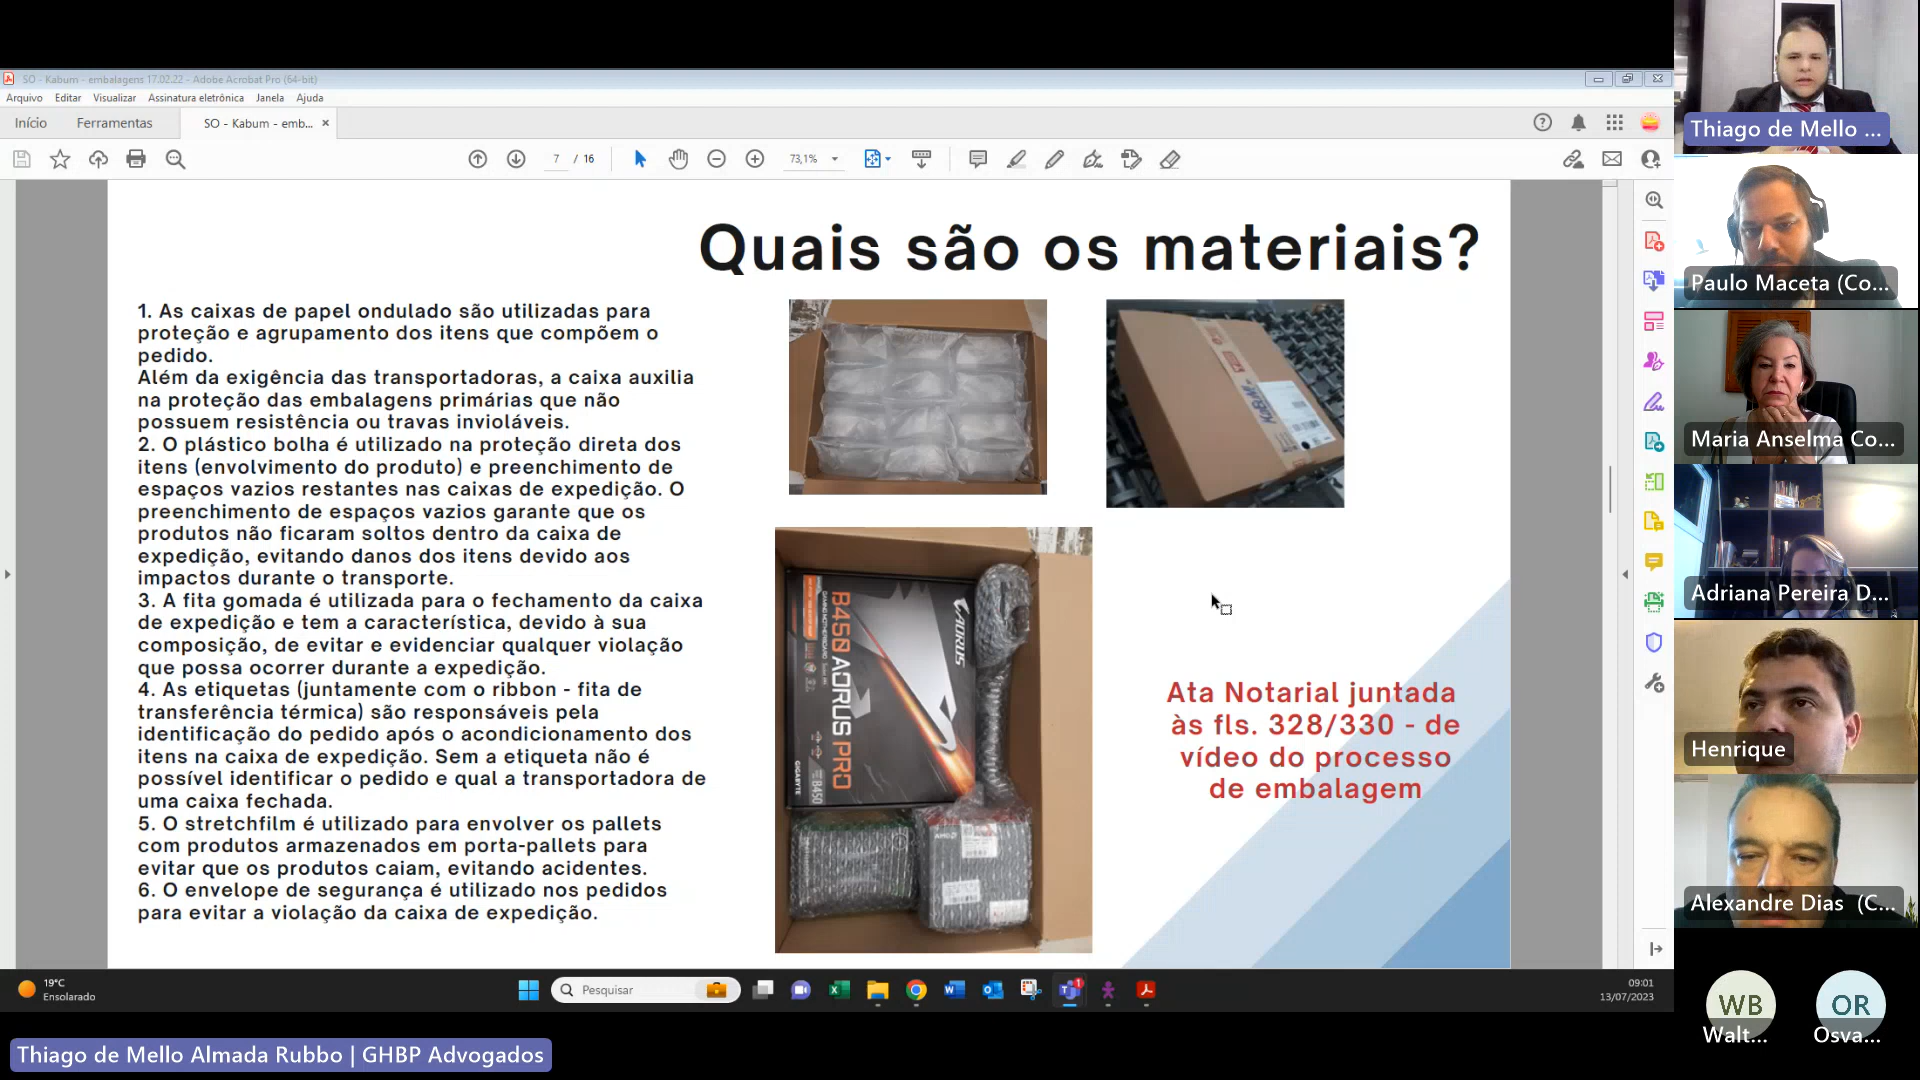 SO - Kabum - embalagens 17.02.22 - Adobe Acrobat Pro (64-bit)
Arquivo Editar Visualizar Assinatura eletrônica Janela Ajuda
Início Ferramentas SO - Kabum - emb... ×
7 / 16 73,1%
Quais são os materiais?
1. As caixas de papel ondulado são utilizadas para
proteção e agrupamento dos itens que compõem o
pedido.
Além da exigência das transportadoras, a caixa auxilia
na proteção das embalagens primárias que não
possuem resistência ou travas invioláveis.
2. O plástico bolha é utilizado na proteção direta dos
itens (envolvimento do produto) e preenchimento de
espaços vazios restantes nas caixas de expedição. O
preenchimento de espaços vazios garante que os
produtos não ficaram soltos dentro da caixa de
expedição, evitando danos dos itens devido aos
impactos durante o transporte.
3. A fita gomada é utilizada para o fechamento da caixa
de expedição e tem a característica, devido à sua
composição, de evitar e evidenciar qualquer violação
que possa ocorrer durante a expedição.
4. As etiquetas (juntamente com o ribbon - fita de
transferência térmica) são responsáveis pela
identificação do pedido após o acondicionamento dos
itens na caixa de expedição. Sem a etiqueta não é
possível identificar o pedido e qual a transportadora de
uma caixa fechada.
5. O stretchfilm é utilizado para envolver os pallets
com produtos armazenados em porta-pallets para
evitar que os produtos caiam, evitando acidentes.
6. O envelope de segurança é utilizado nos pedidos
para evitar a violação da caixa de expedição.
KABUM!
B450 AORUS PRO
GAMING MOTHERBOARD
AORUS
GIGABYTE
B450
AMD
Ata Notarial juntada
às fls. 328/330 - de
vídeo do processo
de embalagem
19°C
Ensolarado
Pesquisar
1
09:01
13/07/2023
Thiago de Mello Almada Rubbo | GHBP Advogados
Thiago de Mello ...
Paulo Maceta (Co...
Maria Anselma Co...
Adriana Pereira D...
Henrique
Alexandre Dias (C...
WB OR
Walt... Osva...